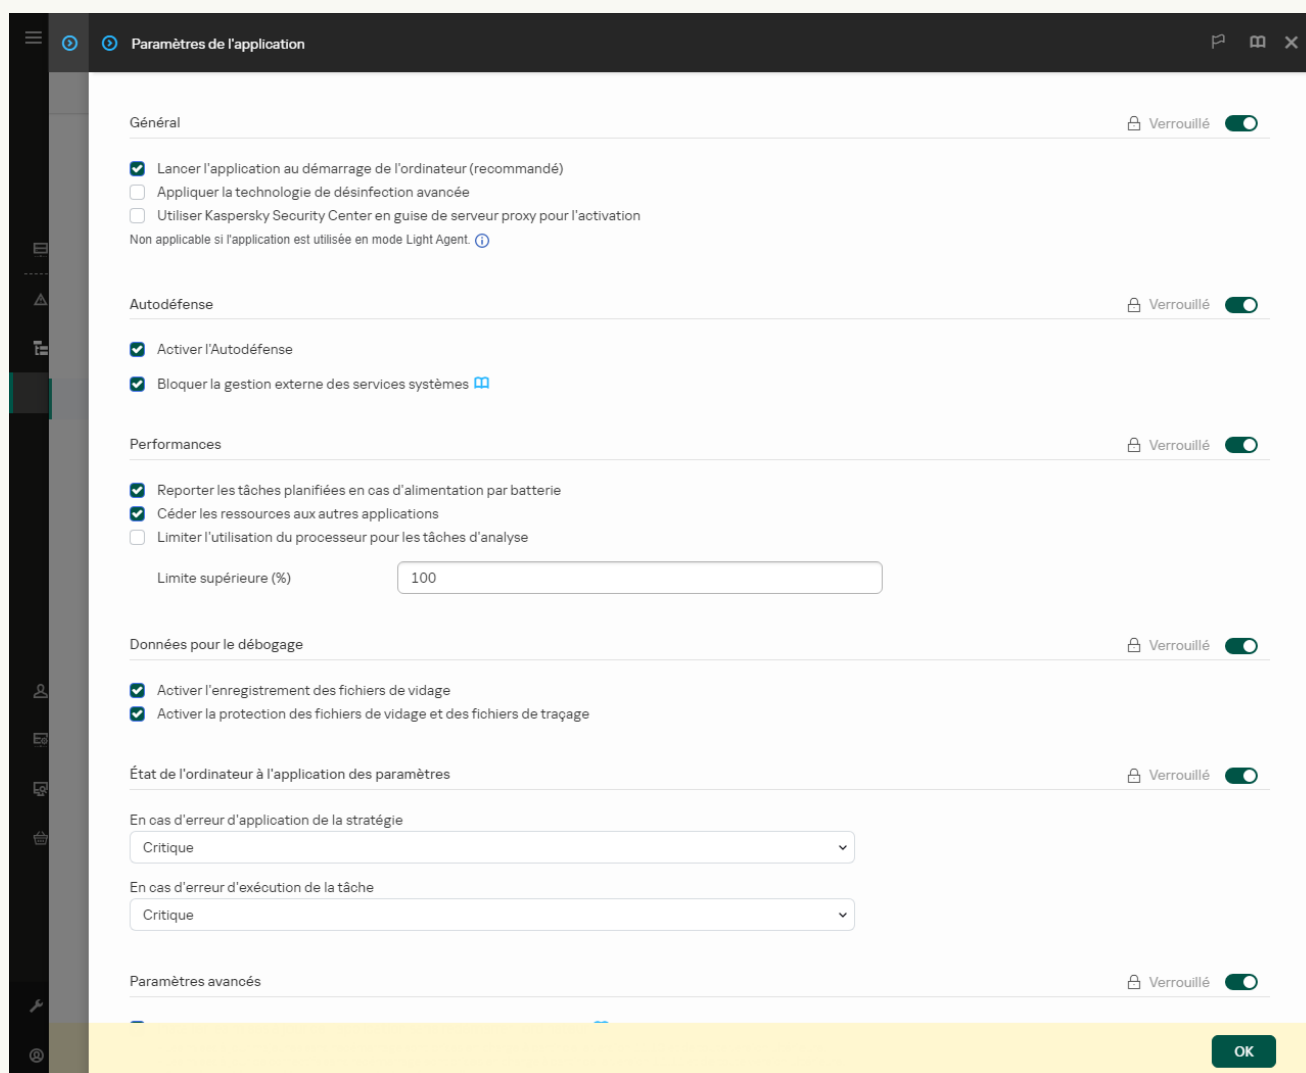 Paramètres de l'application
Général
Verrouillé
Lancer l'application au démarrage de l'ordinateur (recommandé)
Appliquer la technologie de désinfection avancée
Utiliser Kaspersky Security Center en guise de serveur proxy pour l'activation
Non applicable si l'application est utilisée en mode Light Agent.
Autodéfense
Verrouillé
Activer l'Autodéfense
Bloquer la gestion externe des services systèmes
Performances
Verrouillé
Reporter les tâches planifiées en cas d'alimentation par batterie
Céder les ressources aux autres applications
Limiter l'utilisation du processeur pour les tâches d'analyse
Limite supérieure (%)
100
Données pour le débogage
Verrouillé
Activer l'enregistrement des fichiers de vidage
Activer la protection des fichiers de vidage et des fichiers de traçage
État de l'ordinateur à l'application des paramètres
Verrouillé
En cas d'erreur d'application de la stratégie
Critique
En cas d'erreur d'exécution de la tâche
Critique
Paramètres avancés
Verrouillé
OK